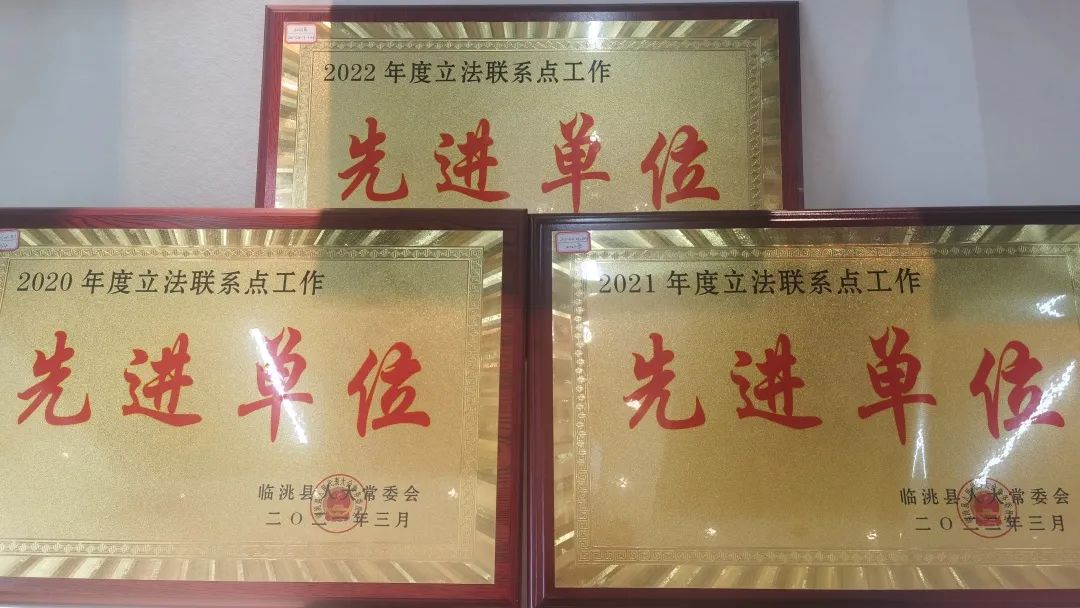 2022年度立法联系点工作
先进单位
2020年度立法联系点工作
先进单位
临洮县人大常委会
2021年度立法联系点工作
先进单位
临洮县人大常委会